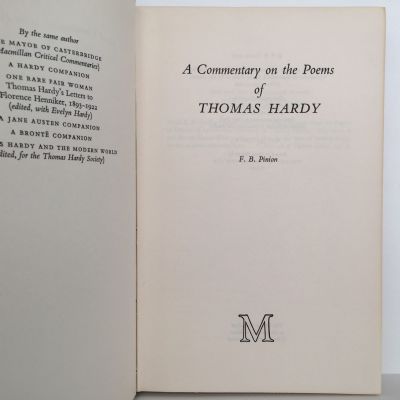 By the same author
E MAYOR OF CASTERBRIDGE
Macmillan Critical Commentaries)
A HARDY COMPANION
ONE RARE FAIR WOMAN
Thomas Hardy's Letters to
Florence Henniker, 1893-1922
(edited, with Evelyn Hardy)
A JANE AUSTEN COMPANION
A BRONTË COMPANION
S HARDY AND THE MODERN WORLD
dited, for the Thomas Hardy Society)
A Commentary on the Poems
of
THOMAS HARDY
F. B. Pinion
M